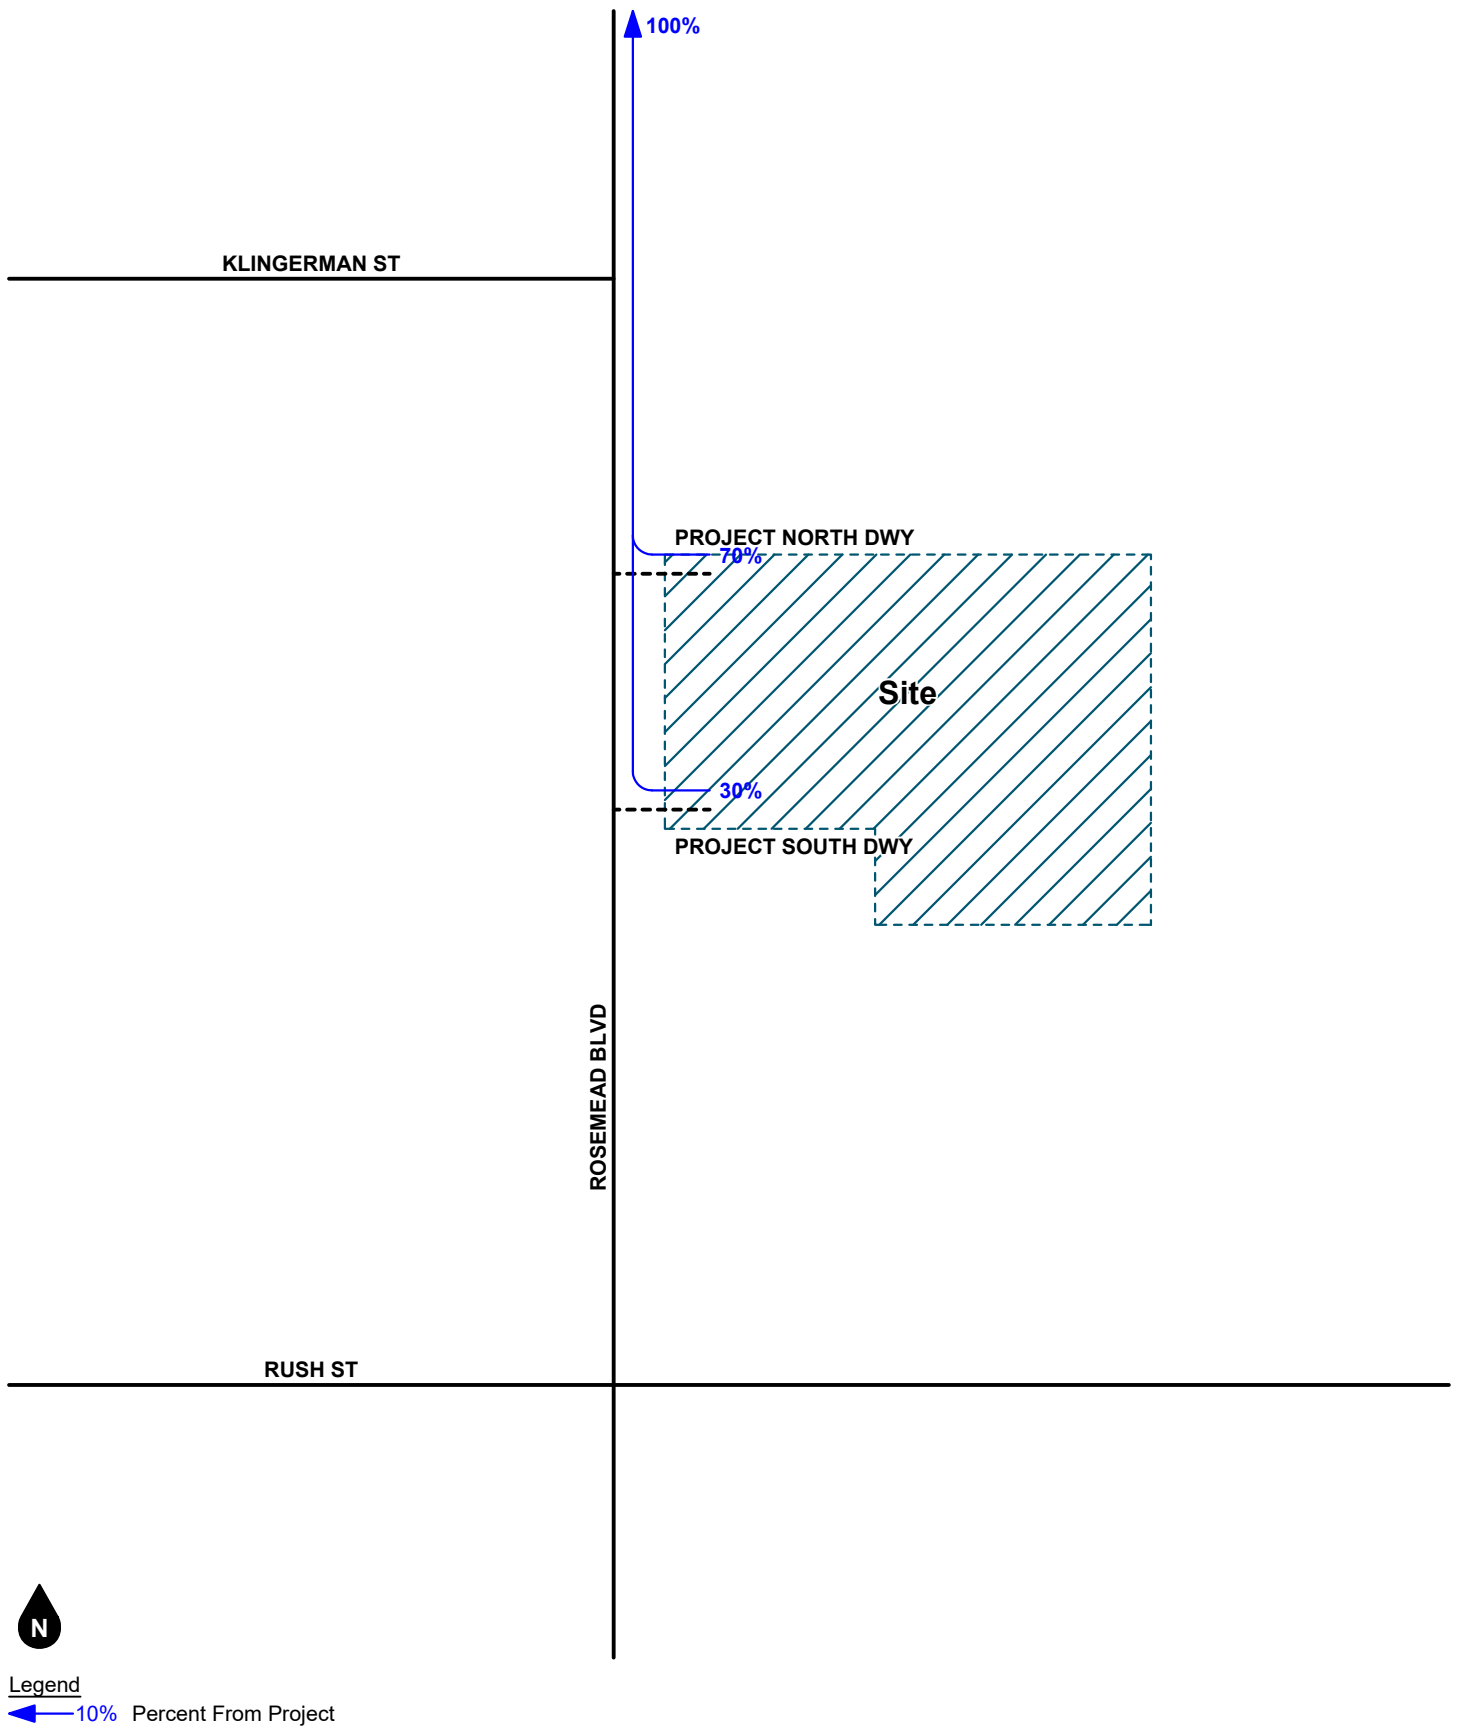 100%
KLINGERMAN ST
PROJECT NORTH DWY
70%
Site
30%
PROJECT SOUTH DWY
ROSEMEAD BLVD
RUSH ST
N
Legend
10% Percent From Project